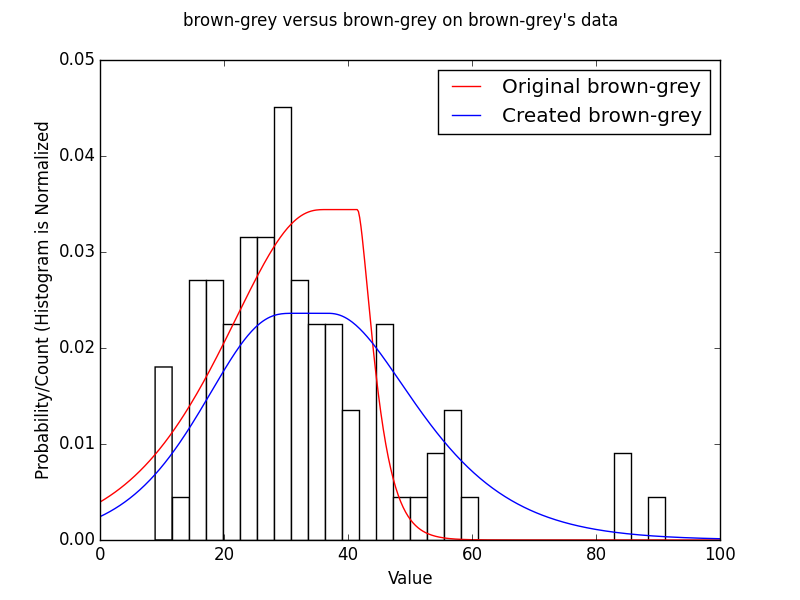 brown-grey versus brown-grey on brown-grey's data
Original brown-grey
Created brown-grey
Probability/Count (Histogram is Normalized
0.05
0.04
0.03
0.02
0.01
0.00
0 20 40 60 80 100
Value